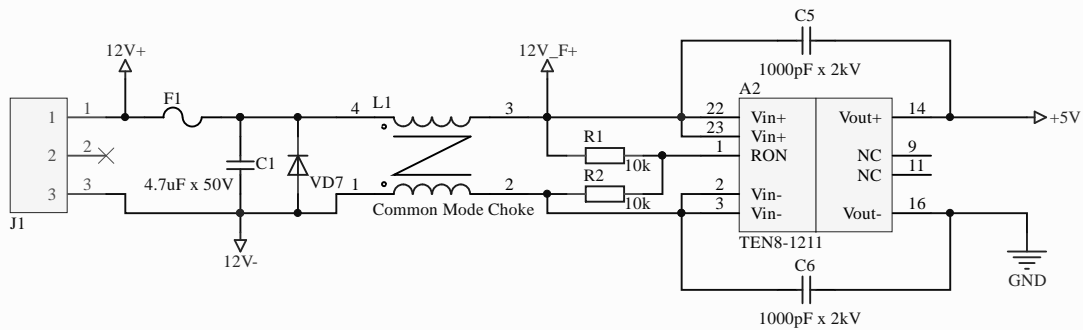 C5
12V+
12V_F+
1000pF x 2kV
A2
F1
L1
1
1
4
3
22
Vin+
Vout+
14
+5V
23
Vin+
R1
2
2
10k
1
RON
NC
9
C1
NC
11
4.7uF x 50V
VD7
R2
3
3
1
2
10k
2
Vin-
3
Vin-
Vout-
16
J1
Common Mode Choke
TEN8-1211
12V-
C6
GND
1000pF x 2kV